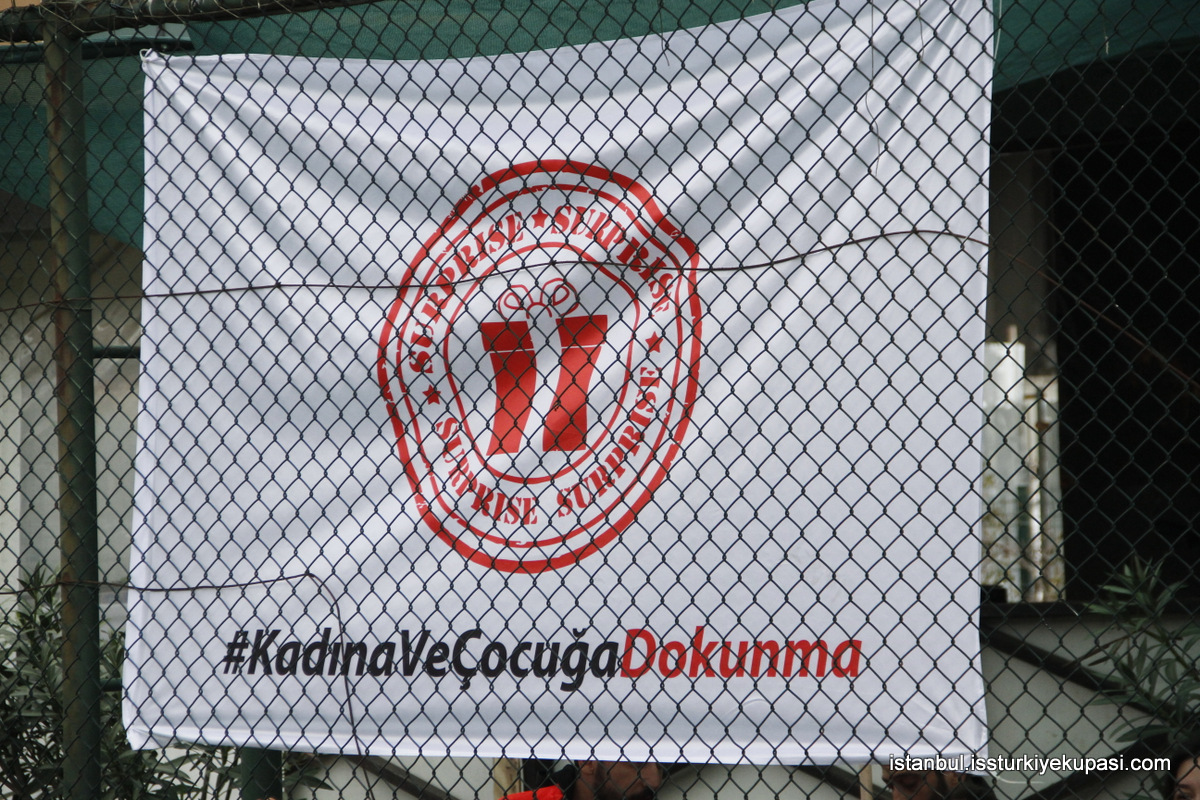 SURPRISE ★ SURPRISE ★ SURPRISE SURPRISE ★
#KadınaVeÇocuğaDokunma
istanbul.issturkiyekupasi.com